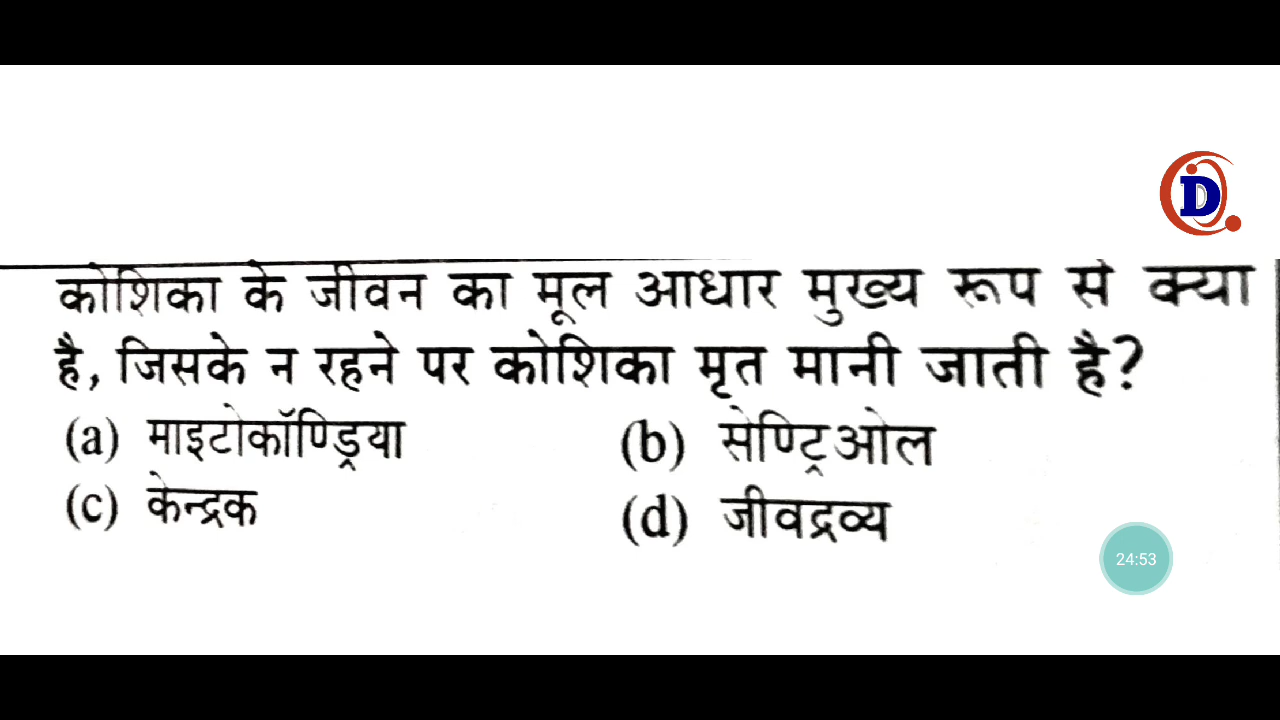 D
कोशिका के जीवन का मूल आधार मुख्य रूप से क्या
है, जिसके न रहने पर कोशिका मृत मानी जाती है?
(a) माइटोकॉण्ड्रिया (b) सेण्ट्रिओल
(c) केन्द्रक (d) जीवद्रव्य
24:53